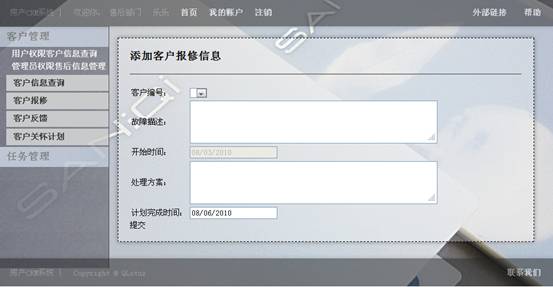 房产CRM系统 | 欢迎你, 售后部门 乐乐 首页 我的账户 注销 外部链接 帮助
客户管理
用户权限客户信息查询
管理员权限售后信息管理
客户信息查询
客户报修
客户反馈
客户关怀计划
任务管理
添加客户报修信息
客户编号:
故障描述:
开始时间: 08/03/2010
处理方案:
计划完成时间: 08/06/2010
提交
SANiQi
SANiQi
房产CRM系统 | Copyright @ QLotus 联系我们